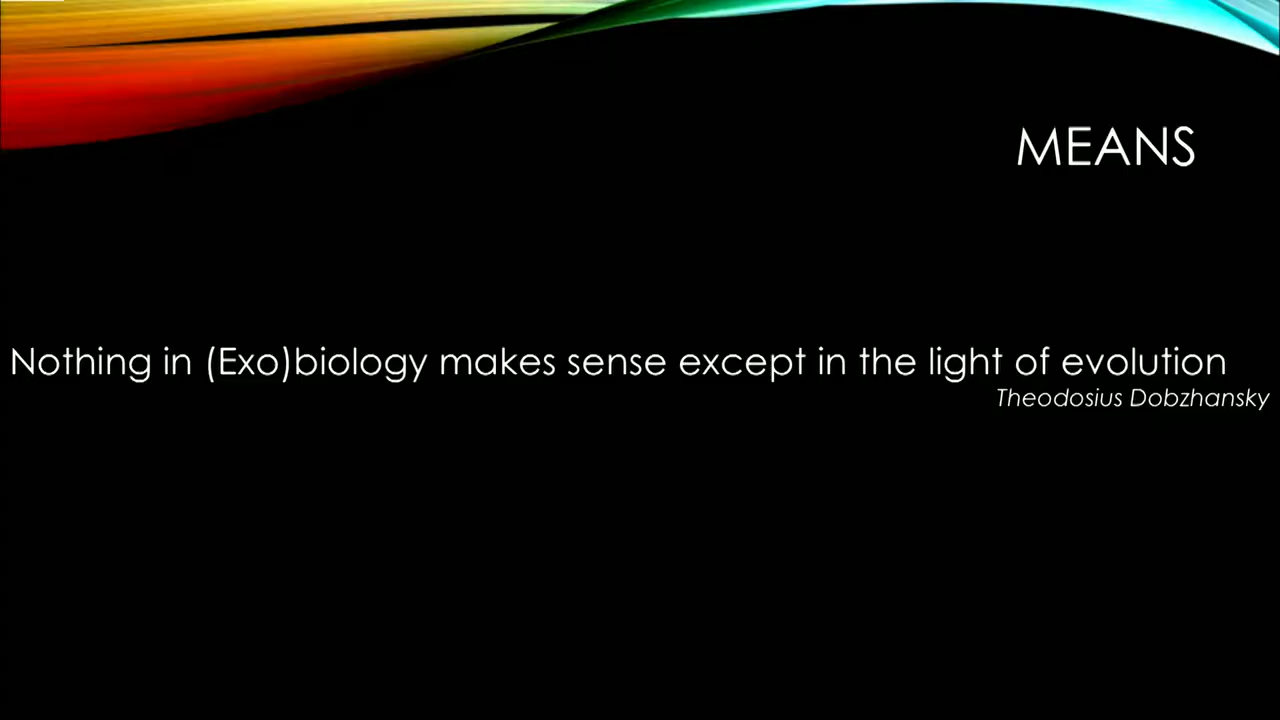 MEANS
Nothing in (Exo)biology makes sense except in the light of evolution
Theodosius Dobzhansky